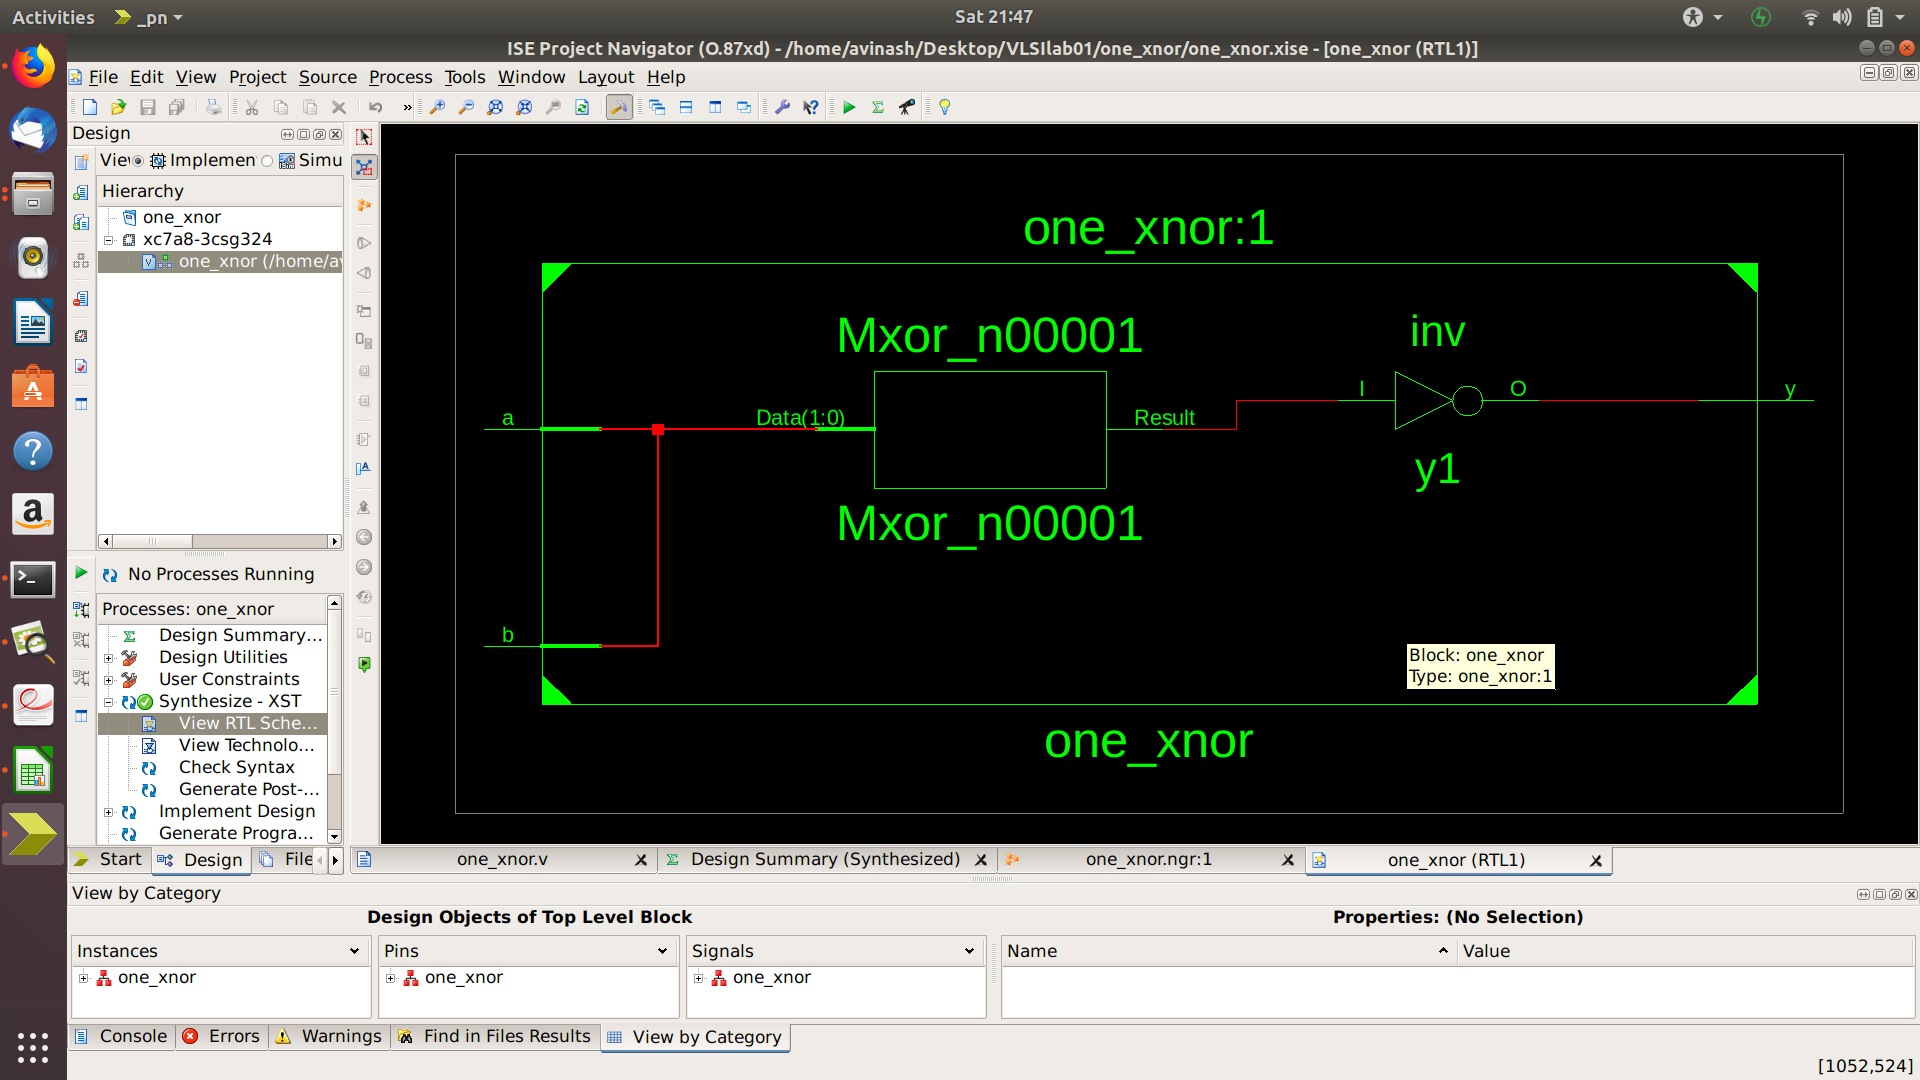 Activities
_pn
Sat 21:47
ISE Project Navigator (O.87xd) - /home/avinash/Desktop/VLSIlab01/one_xnor/one_xnor.xise - [one_xnor (RTL1)]
File Edit View Project Source Process Tools Window Layout Help
Design
Vie Implemen Simu
Hierarchy
one_xnor
xc7a8-3csg324
one_xnor (/home/a
No Processes Running
Processes: one_xnor
Design Summary...
Design Utilities
User Constraints
Synthesize - XST
View RTL Sche...
View Technolo...
Check Syntax
Generate Post-...
Implement Design
Generate Progra...
Start
Design
File
one_xnor:1
Mxor_n00001
inv
a
Data(1:0)
Result
I
O
y
y1
Mxor_n00001
b
Block: one_xnor
Type: one_xnor:1
one_xnor
one_xnor.v
Design Summary (Synthesized)
one_xnor.ngr:1
one_xnor (RTL1)
View by Category
Design Objects of Top Level Block
Properties: (No Selection)
Instances
Pins
Signals
Name
Value
one_xnor
one_xnor
one_xnor
Console
Errors
Warnings
Find in Files Results
View by Category
[1052,524]